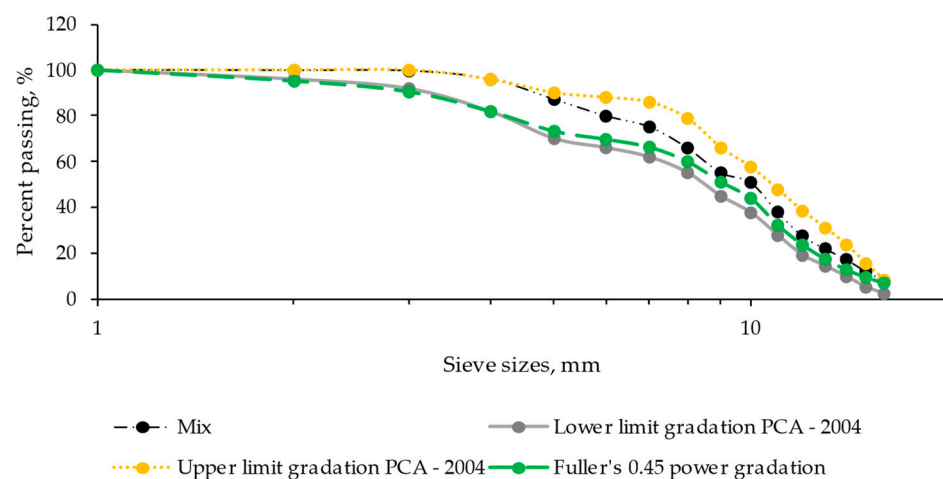 120
100
80
60
40
20
0
Percent passing, %
1
10
Sieve sizes, mm
Mix
Lower limit gradation PCA - 2004
Upper limit gradation PCA - 2004
Fuller's 0.45 power gradation